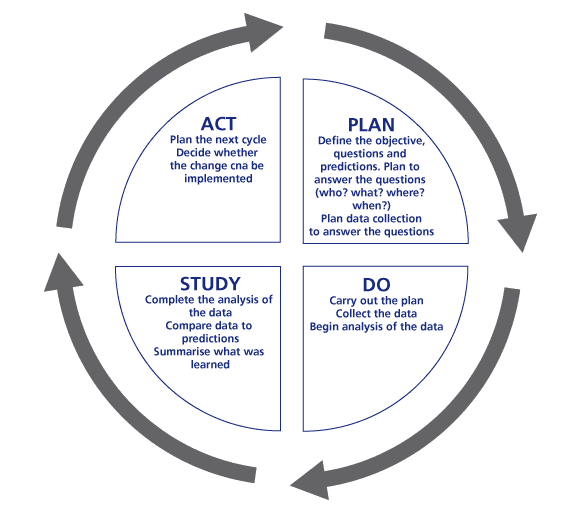 ACT
Plan the next cycle
Decide whether
the change cna be
implemented
PLAN
Define the objective,
questions and
predictions. Plan to
answer the questions
(who? what? where?
when?)
Plan data collection
to answer the questions
STUDY
Complete the analysis of
the data
Compare data to
predictions
Summarise what was
learned
DO
Carry out the plan
Collect the data
Begin analysis of the data